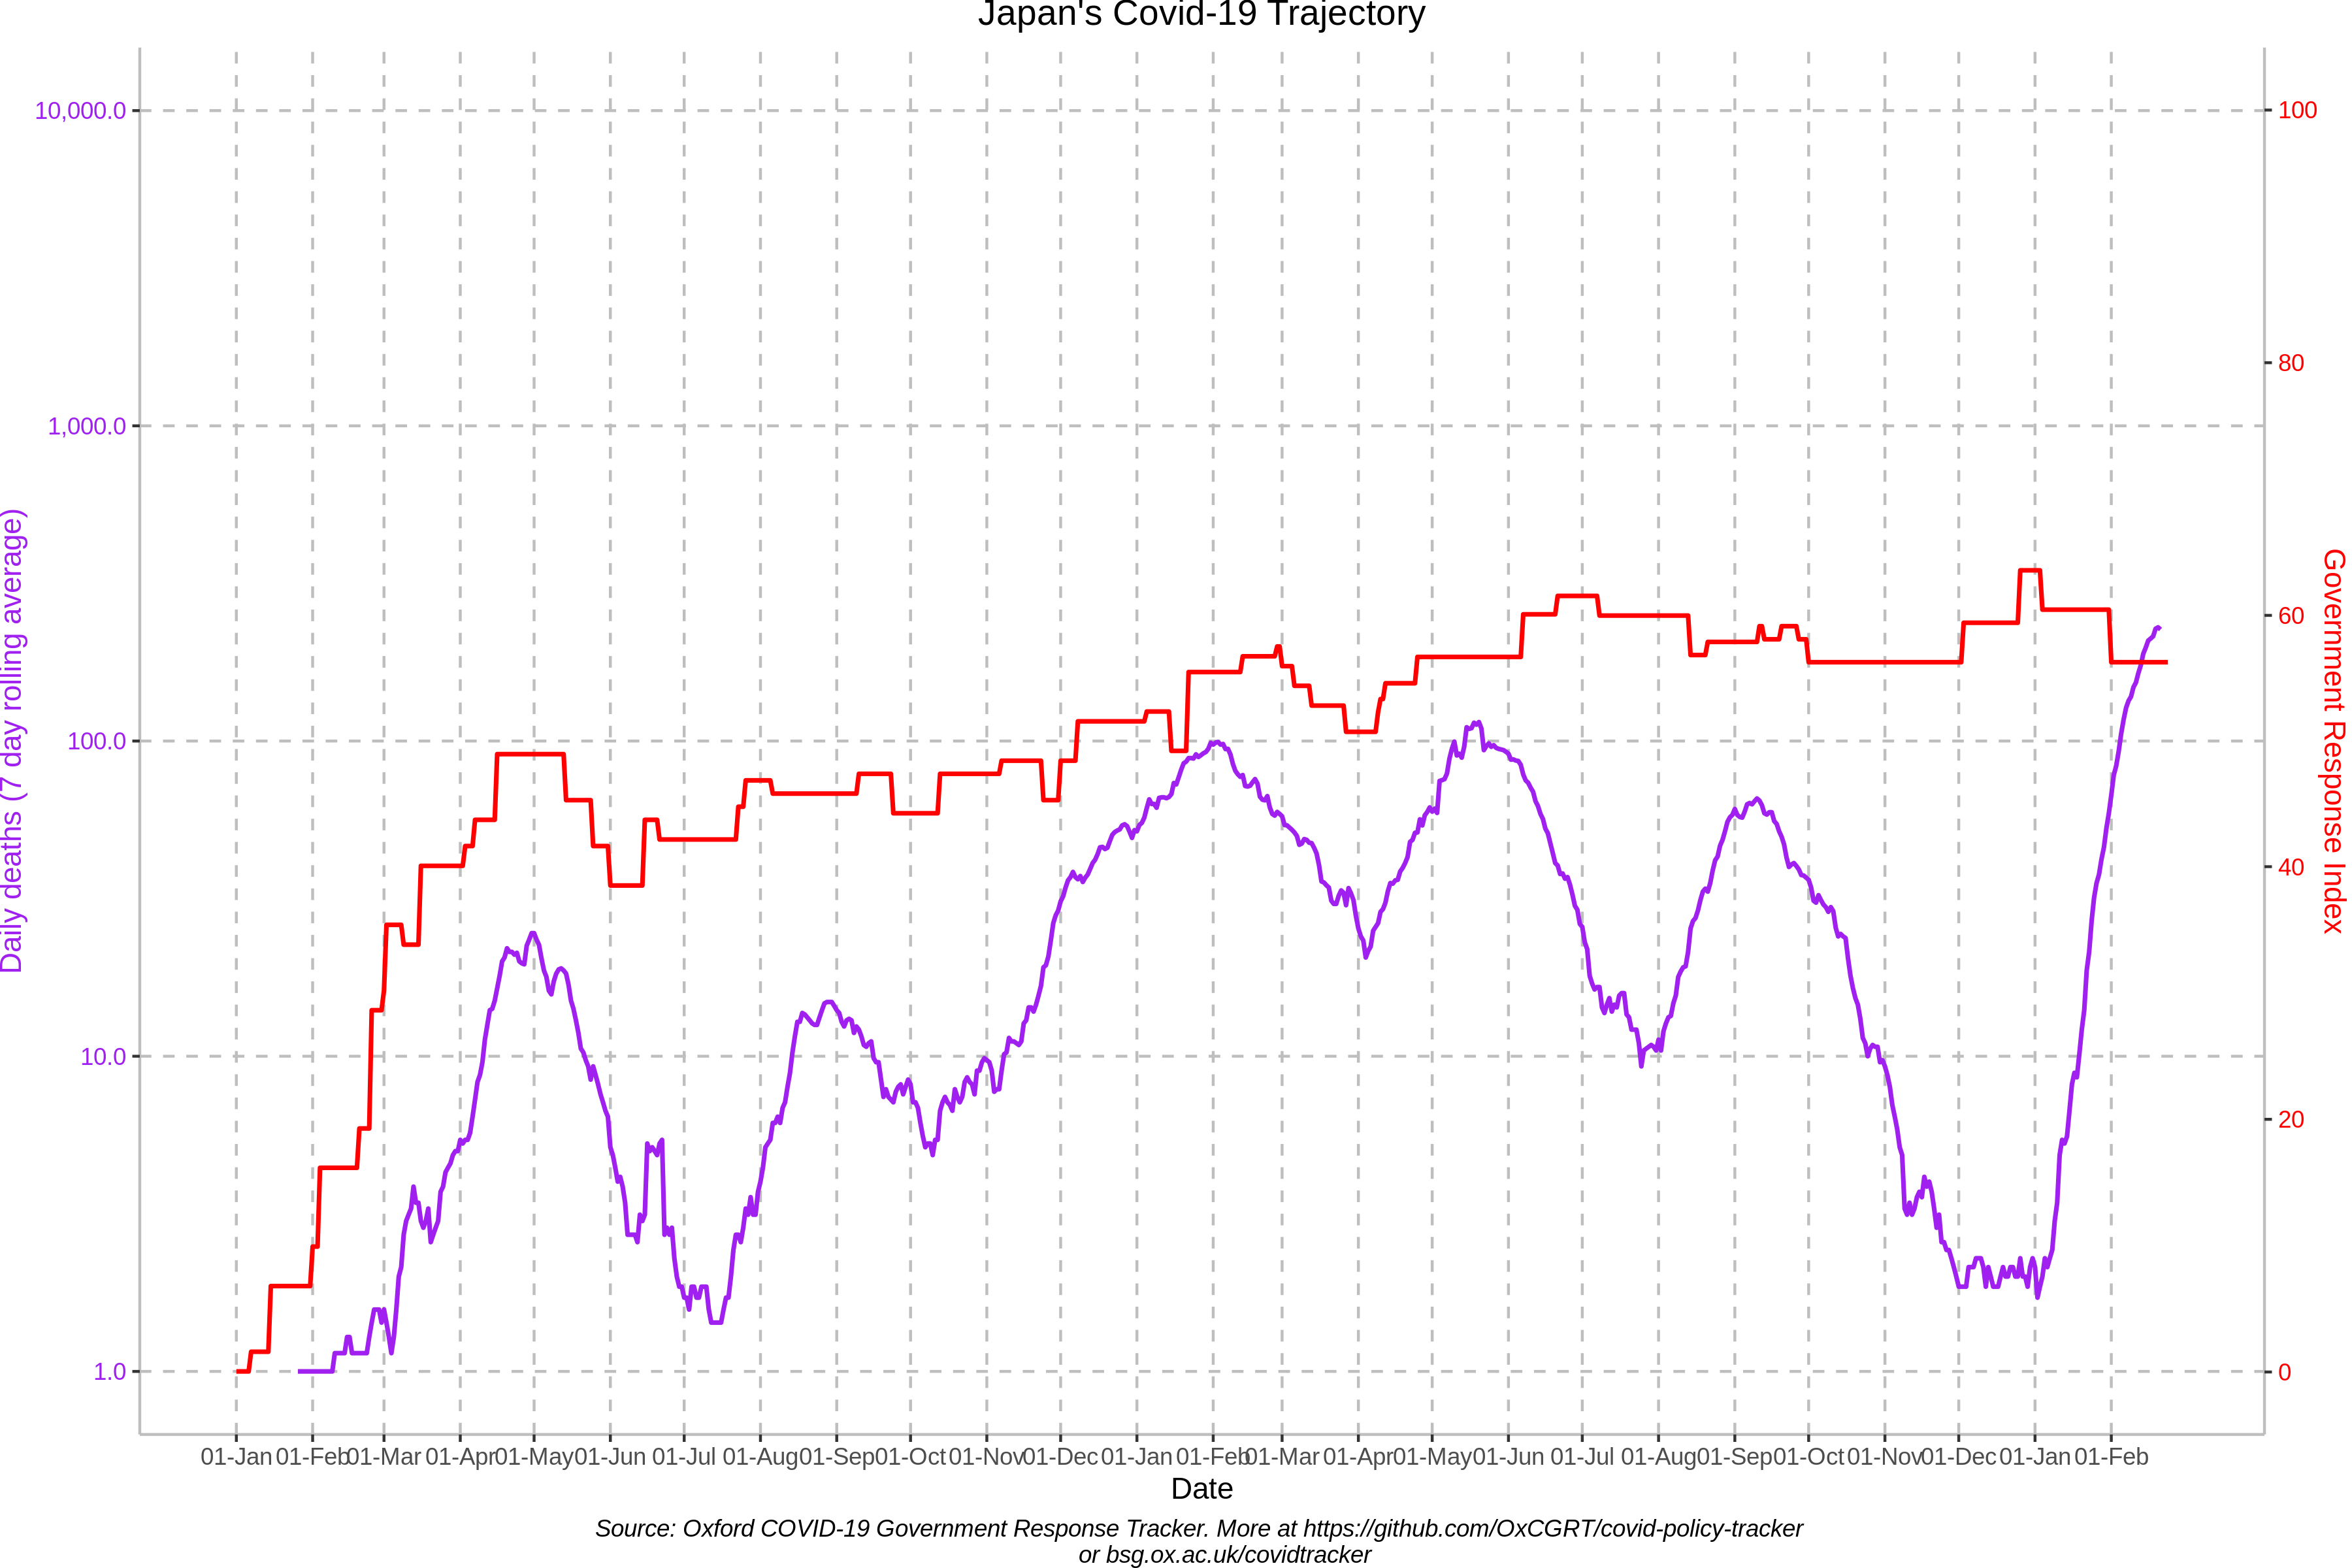 Japan's Covid-19 Trajectory
10,000.0
1,000.0
100.0
10.0
1.0
Daily deaths (7 day rolling average)
100
80
60
40
20
0
Government Response Index
01-Jan 01-Feb 01-Mar 01-Apr 01-May 01-Jun 01-Jul 01-Aug 01-Sep 01-Oct 01-Nov 01-Dec 01-Jan 01-Feb 01-Mar 01-Apr 01-May 01-Jun 01-Jul 01-Aug 01-Sep 01-Oct 01-Nov 01-Dec 01-Jan 01-Feb
Date
Source: Oxford COVID-19 Government Response Tracker. More at https://github.com/OxCGRT/covid-policy-tracker
or bsg.ox.ac.uk/covidtracker